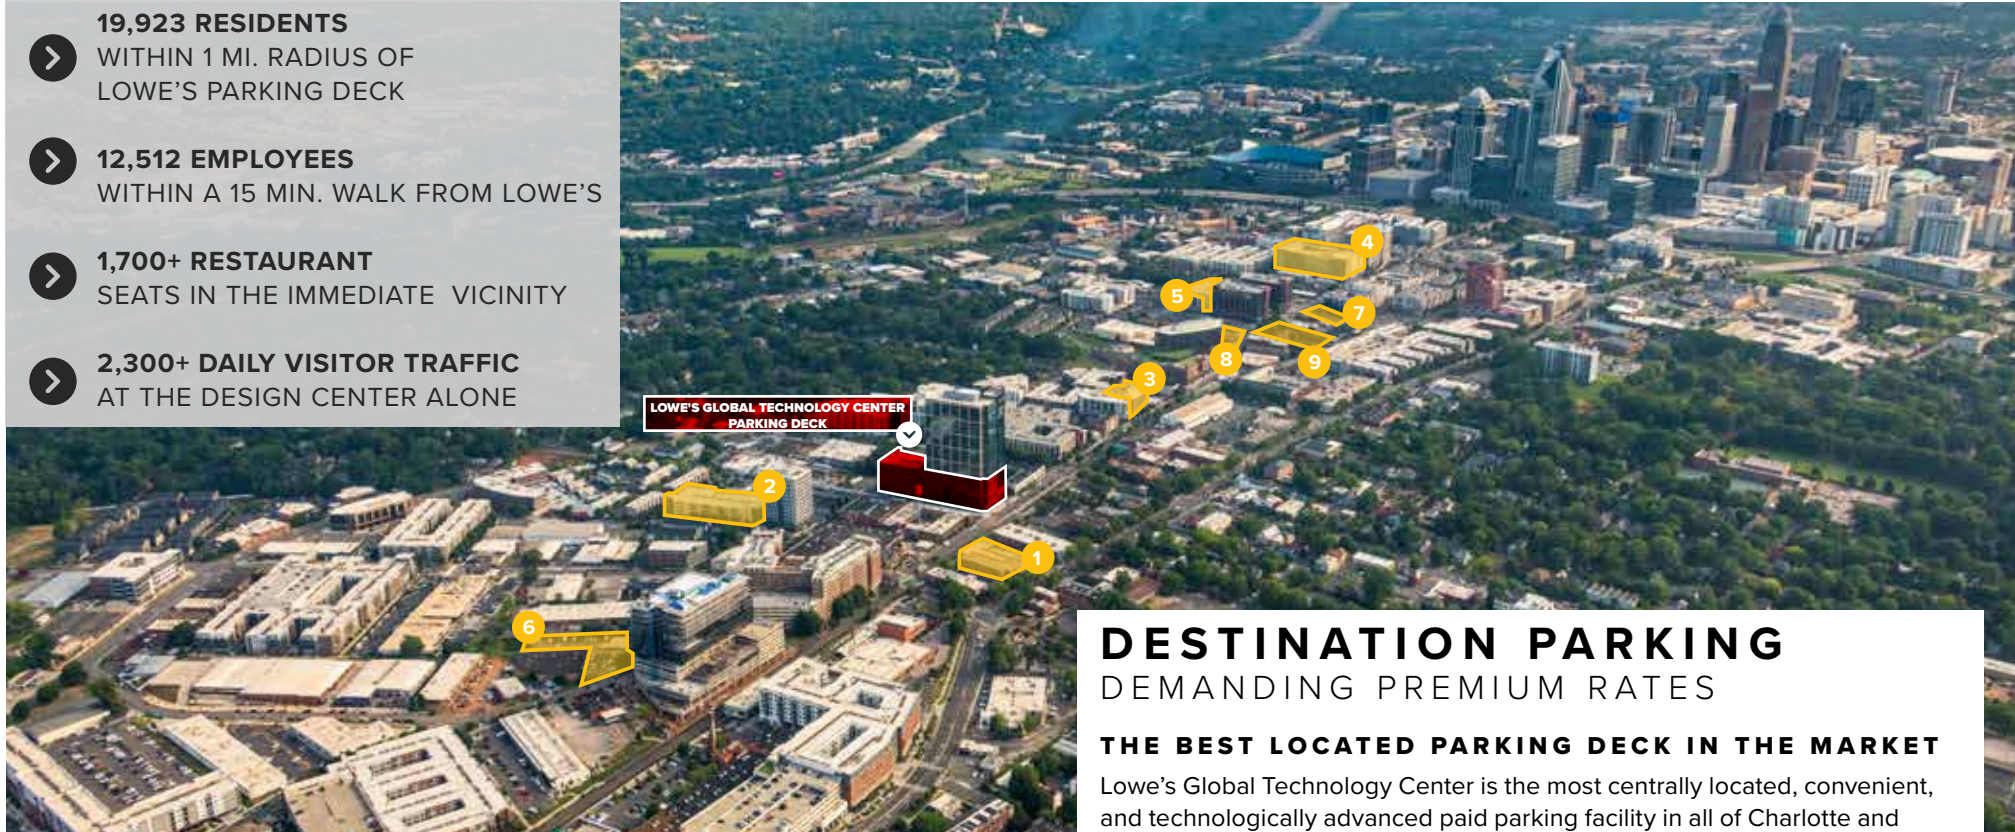 19,923 RESIDENTS
WITHIN 1 MI. RADIUS OF
LOWE'S PARKING DECK
12,512 EMPLOYEES
WITHIN A 15 MIN. WALK FROM LOWE'S
1,700+ RESTAURANT
SEATS IN THE IMMEDIATE VICINITY
2,300+ DAILY VISITOR TRAFFIC
AT THE DESIGN CENTER ALONE
4
5
7
8
9
3
LOWE'S GLOBAL TECHNOLOGY CENTER
PARKING DECK
2
1
6
DESTINATION PARKING
DEMANDING PREMIUM RATES
THE BEST LOCATED PARKING DECK IN THE MARKET
Lowe's Global Technology Center is the most centrally located, convenient,
and technologically advanced paid parking facility in all of Charlotte and